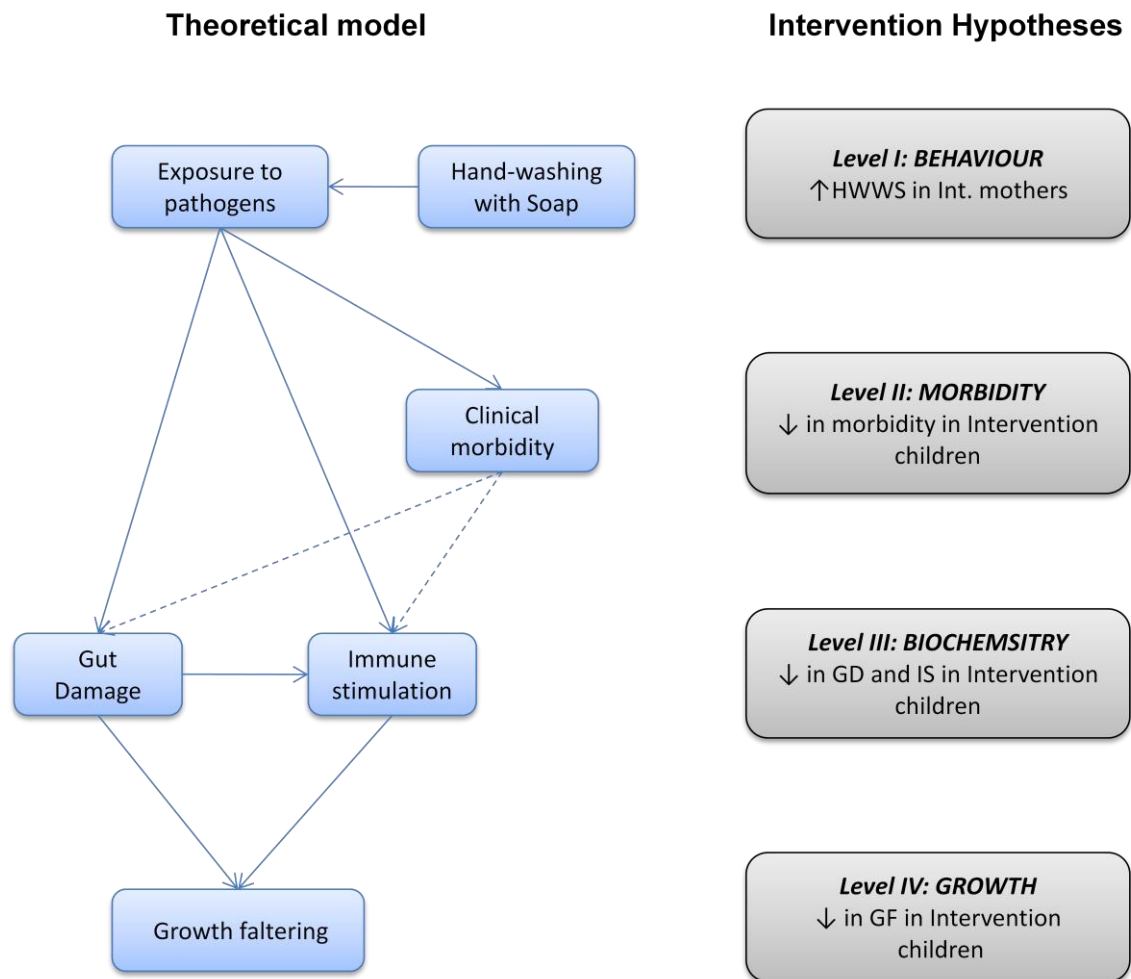 Theoretical model
Intervention Hypotheses
Exposure to
pathogens
Hand-washing
with Soap
Level I: BEHAVIOUR
↑HWWS in Int. mothers
Clinical
morbidity
Level II: MORBIDITY
↓ in morbidity in Intervention
children
Gut
Damage
Immune
stimulation
Level III: BIOCHEMSITRY
↓ in GD and IS in Intervention
children
Growth faltering
Level IV: GROWTH
↓ in GF in Intervention
children